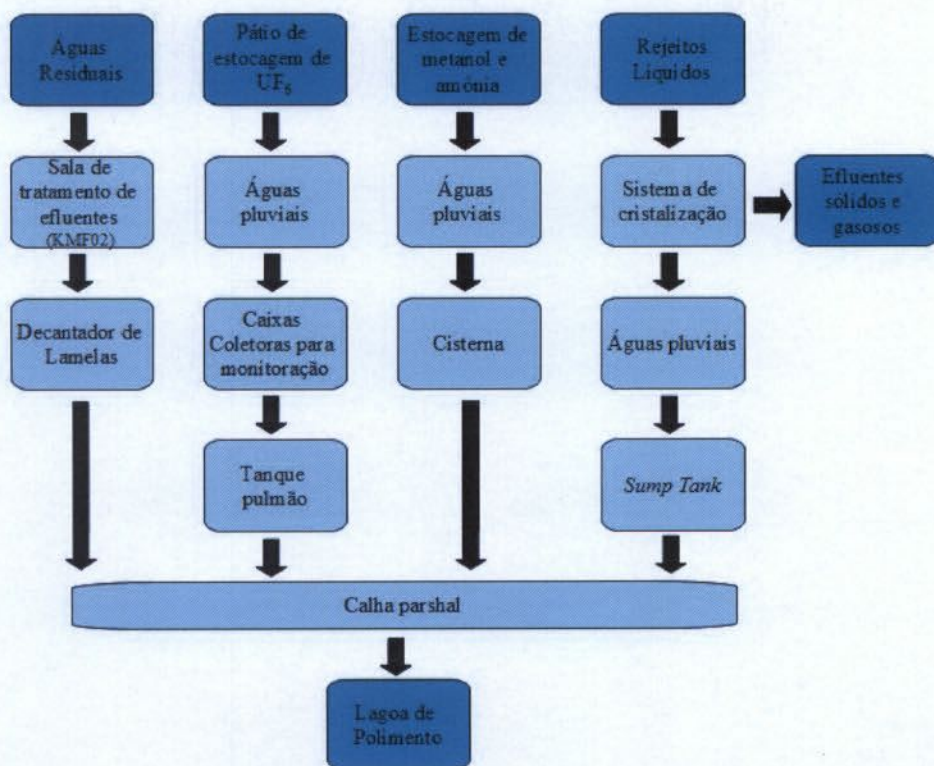 Águas
Residuais
Pátio de
estocagem de
UF6
Estocagem de
metanol e
amônia
Rejeitos
Líquidos
Sala de
tratamento de
efluentes
(KMF02)
Águas
pluviais
Águas
pluviais
Sistema de
cristalização
Efluentes
sólidos e
gasosos
Decantador de
Lamelas
Caixas
Coletoras para
monitoração
Cisterna
Águas pluviais
Tanque
pulmão
Sump Tank
Calha parshal
Lagoa de
Polimento